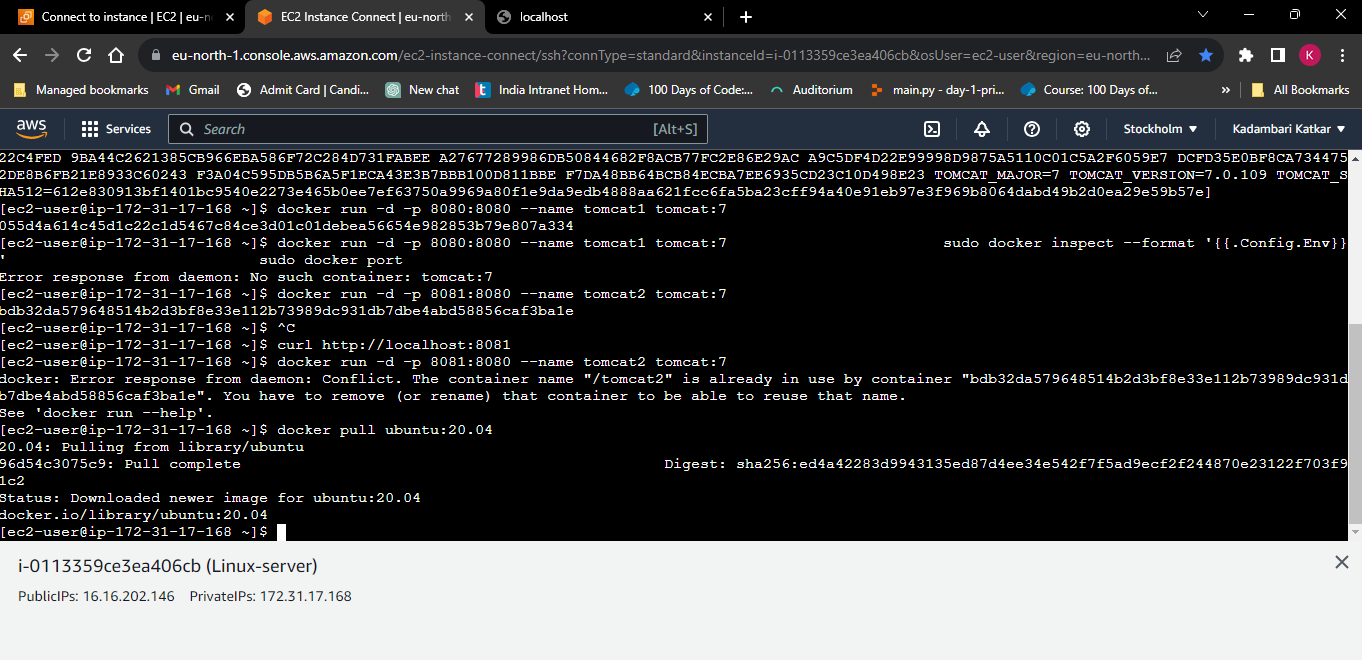 Connect to instance | EC2 | eu-n
EC2 Instance Connect | eu-north
localhost
eu-north-1.console.aws.amazon.com/ec2-instance-connect/ssh?connType=standard&instanceId=i-0113359ce3ea406cb&osUser=ec2-user&region=eu-north...
K
Managed bookmarks
Gmail
Admit Card | Candi...
New chat
India Intranet Hom...
100 Days of Code:...
Auditorium
main.py - day-1-pri...
Course: 100 Days of...
»
All Bookmarks
aws
Services
Search
[Alt+S]
Stockholm
Kadambari Katkar
22C4FED 9BA44C2621385CB966EBA586F72C284D731FABEE A27677289986DB50844682F8ACB77FC2E86E29AC A9C5DF4D22E99998D9875A5110C01C5A2F6059E7 DCFD35E0BF8CA734475
2DE8B6FB21E8933C60243 F3A04C595DB5B6A5F1ECA43E3B7BBB100D811BBE F7DA48BB64BCB84ECBA7EE6935CD23C10D498E23 TOMCAT_MAJOR=7 TOMCAT_VERSION=7.0.109 TOMCAT_S
HA512=612e830913bf1401bc9540e2273e465b0ee7ef63750a9969a80f1e9da9edb4888aa621fcc6fa5ba23cff94a40e91eb97e3f969b8064dabd49b2d0ea29e59b57e]
[ec2-user@ip-172-31-17-168 ~]$ docker run -d -p 8080:8080 --name tomcat1 tomcat:7
055d4a614c45d1c22c1d5467c84ce3d01c01debea56654e982853b79e807a334
[ec2-user@ip-172-31-17-168 ~]$ docker run -d -p 8080:8080 --name tomcat1 tomcat:7 sudo docker inspect --format '{{.Config.Env}}
' sudo docker port
Error response from daemon: No such container: tomcat:7
[ec2-user@ip-172-31-17-168 ~]$ docker run -d -p 8081:8080 --name tomcat2 tomcat:7
bdb32da579648514b2d3bf8e33e112b73989dc931db7dbe4abd58856caf3ba1e
[ec2-user@ip-172-31-17-168 ~]$ ^C
[ec2-user@ip-172-31-17-168 ~]$ curl http://localhost:8081
[ec2-user@ip-172-31-17-168 ~]$ docker run -d -p 8081:8080 --name tomcat2 tomcat:7
docker: Error response from daemon: Conflict. The container name "/tomcat2" is already in use by container "bdb32da579648514b2d3bf8e33e112b73989dc931d
b7dbe4abd58856caf3ba1e". You have to remove (or rename) that container to be able to reuse that name.
See 'docker run --help'.
[ec2-user@ip-172-31-17-168 ~]$ docker pull ubuntu:20.04
20.04: Pulling from library/ubuntu
96d54c3075c9: Pull complete Digest: sha256:ed4a42283d9943135ed87d4ee34e542f7f5ad9ecf2f244870e23122f703f9
1c2
Status: Downloaded newer image for ubuntu:20.04
docker.io/library/ubuntu:20.04
[ec2-user@ip-172-31-17-168 ~]$
i-0113359ce3ea406cb (Linux-server)
PublicIPs: 16.16.202.146 PrivateIPs: 172.31.17.168